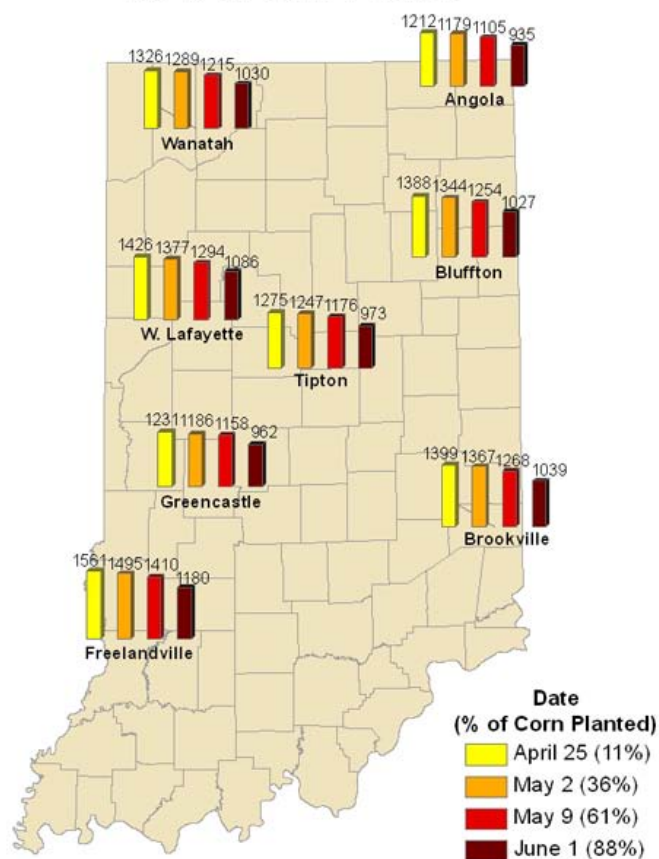 1212 1179 1105 935
Angola
1326 1289 1215 1030
Wanatah
1388 1344 1254 1027
Bluffton
1426 1377 1294 1086
W. Lafayette
1275 1247 1176 973
Tipton
1231 1186 1158 962
Greencastle
1399 1367 1268 1039
Brookville
1561 1495 1410 1180
Freelandville
Date
(% of Corn Planted)
April 25 (11%)
May 2 (36%)
May 9 (61%)
June 1 (88%)